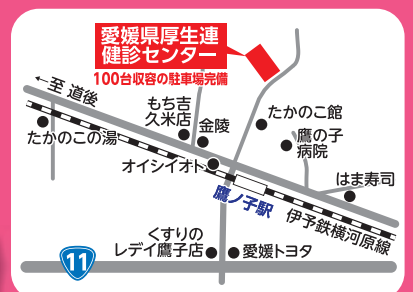 愛媛県厚生連
健診センター
100台収容の駐車場完備
←至 道後
もち吉
久米店
金陵
たかのこ館
たかのこの湯
鷹の子
病院
オイシイオト
はま寿司
鷹ノ子駅
伊予鉄横河原線
くすりの
レデイ鷹子店
愛媛トヨタ
11